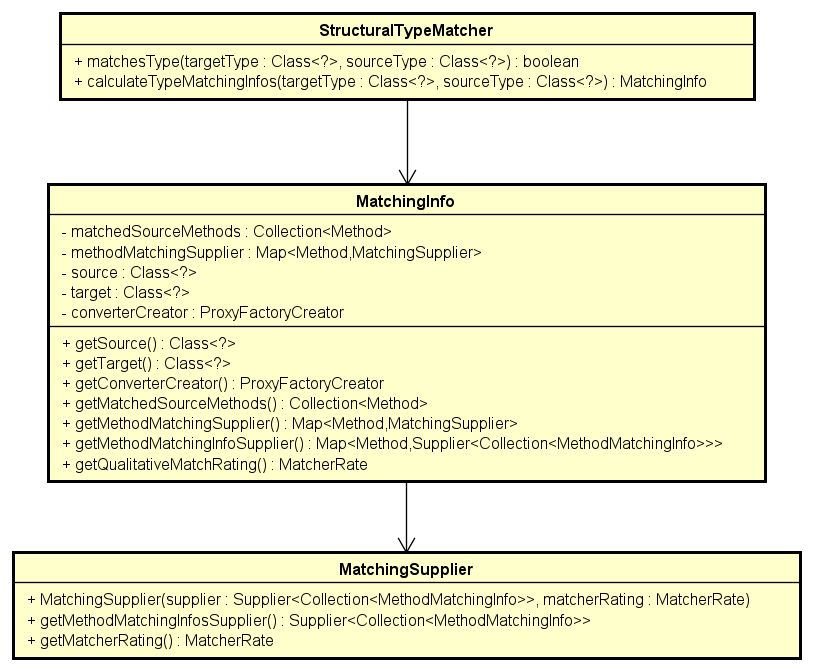 StructuralTypeMatcher
+ matchesType(targetType : Class<?>, sourceType : Class<?>) : boolean
+ calculateTypeMatchingInfos(targetType : Class<?>, sourceType : Class<?>) : MatchingInfo
MatchingInfo
- matchedSourceMethods : Collection<Method>
- methodMatchingSupplier : Map<Method,MatchingSupplier>
- source : Class<?>
- target : Class<?>
- converterCreator : ProxyFactoryCreator
+ getSource() : Class<?>
+ getTarget() : Class<?>
+ getConverterCreator() : ProxyFactoryCreator
+ getMatchedSourceMethods() : Collection<Method>
+ getMethodMatchingSupplier() : Map<Method,MatchingSupplier>
+ getMethodMatchingInfoSupplier() : Map<Method,Supplier<Collection<MethodMatchingInfo>>>
+ getQualitativeMatchRating() : MatcherRate
MatchingSupplier
+ MatchingSupplier(supplier : Supplier<Collection<MethodMatchingInfo>>, matcherRating : MatcherRate)
+ getMethodMatchingInfosSupplier() : Supplier<Collection<MethodMatchingInfo>>
+ getMatcherRating() : MatcherRate